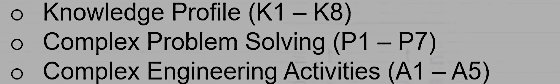 o Knowledge Profile (K1 – K8)
o Complex Problem Solving (P1 – P7)
o Complex Engineering Activities (A1 – A5)